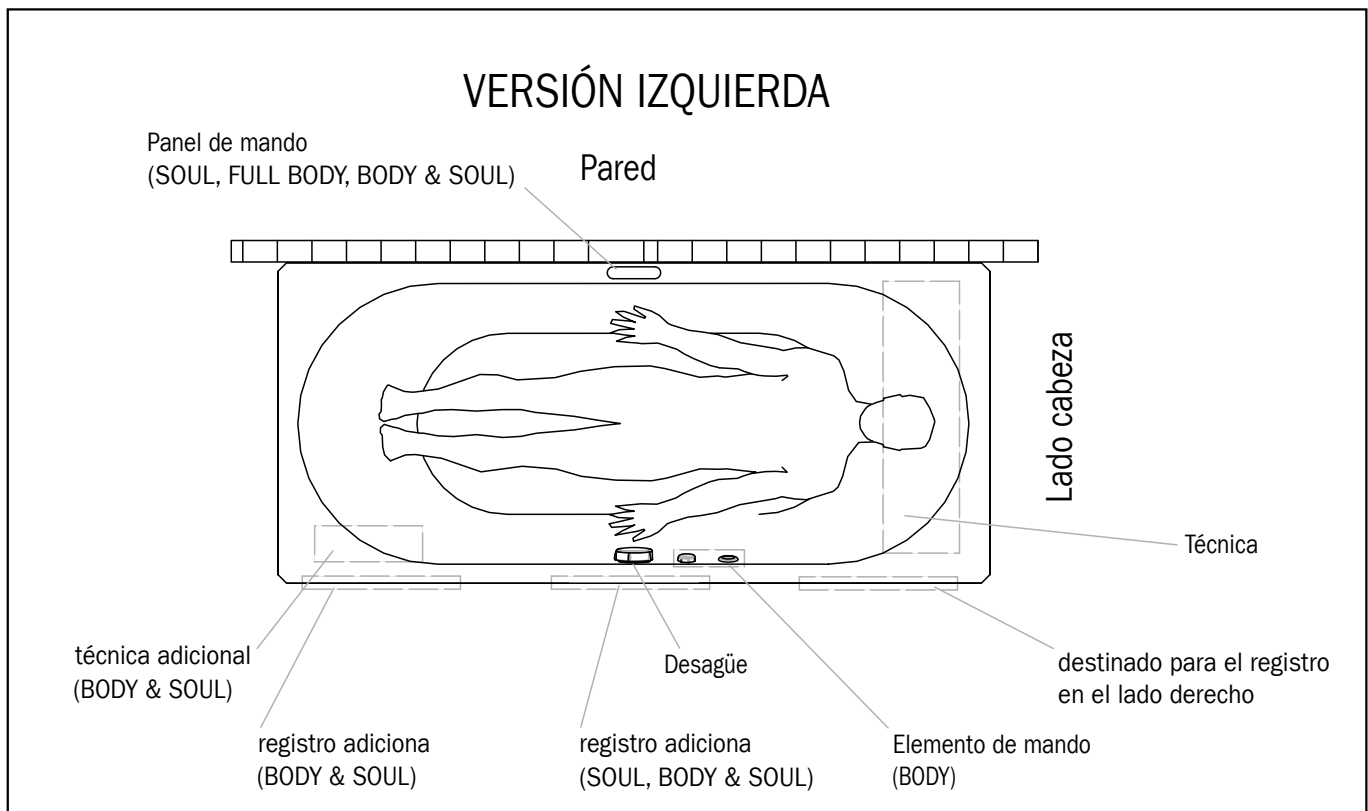 VERSIÓN IZQUIERDA
Panel de mando
(SOUL, FULL BODY, BODY & SOUL)
Pared
Lado cabeza
Técnica
técnica adicional
(BODY & SOUL)
Desagüe
destinado para el registro
en el lado derecho
registro adiciona
(BODY & SOUL)
registro adiciona
(SOUL, BODY & SOUL)
Elemento de mando
(BODY)